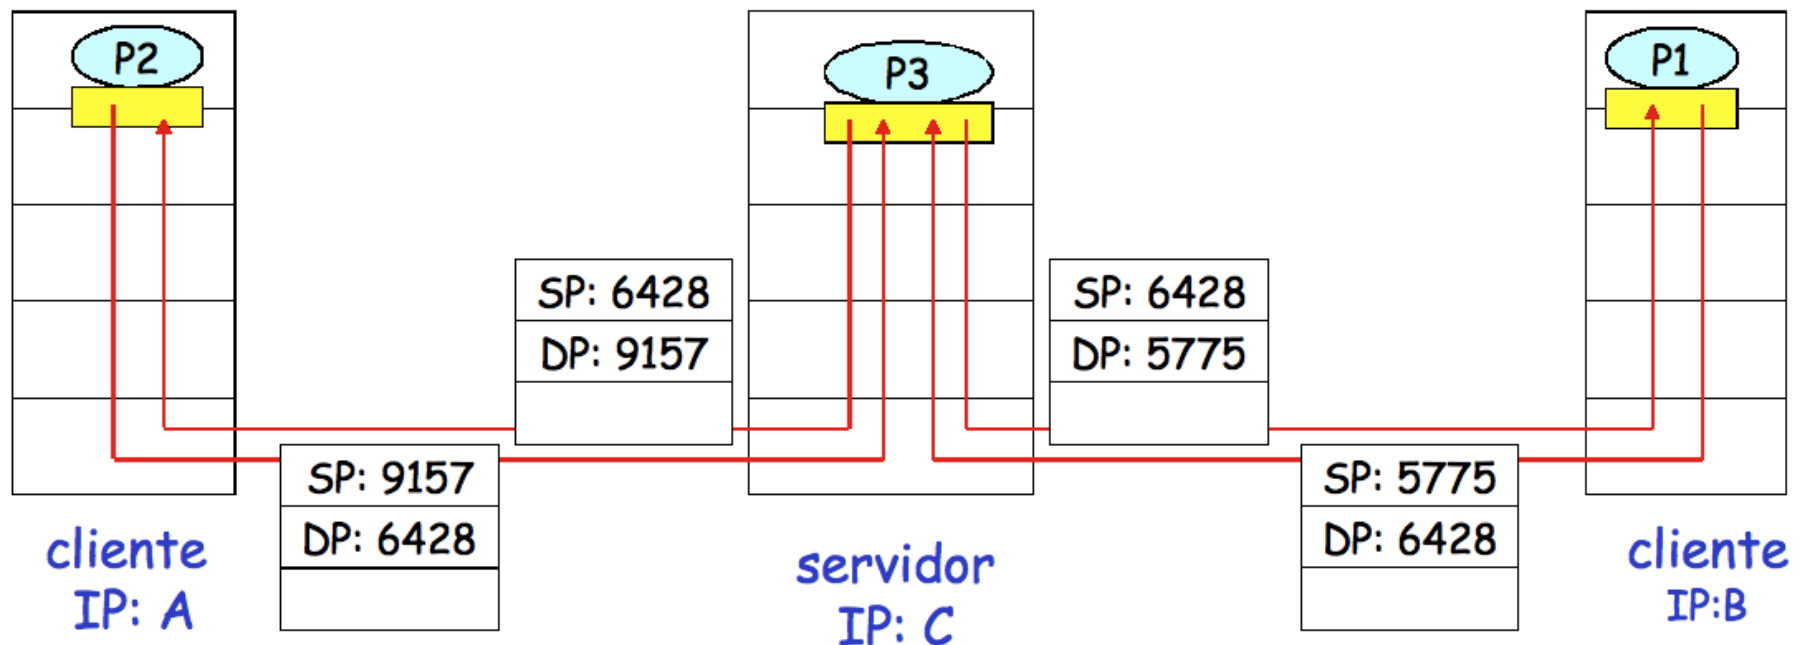 P2
P3
P1
SP: 6428
DP: 9157
SP: 6428
DP: 5775
SP: 9157
DP: 6428
SP: 5775
DP: 6428
cliente
IP: A
servidor
IP: C
cliente
IP:B